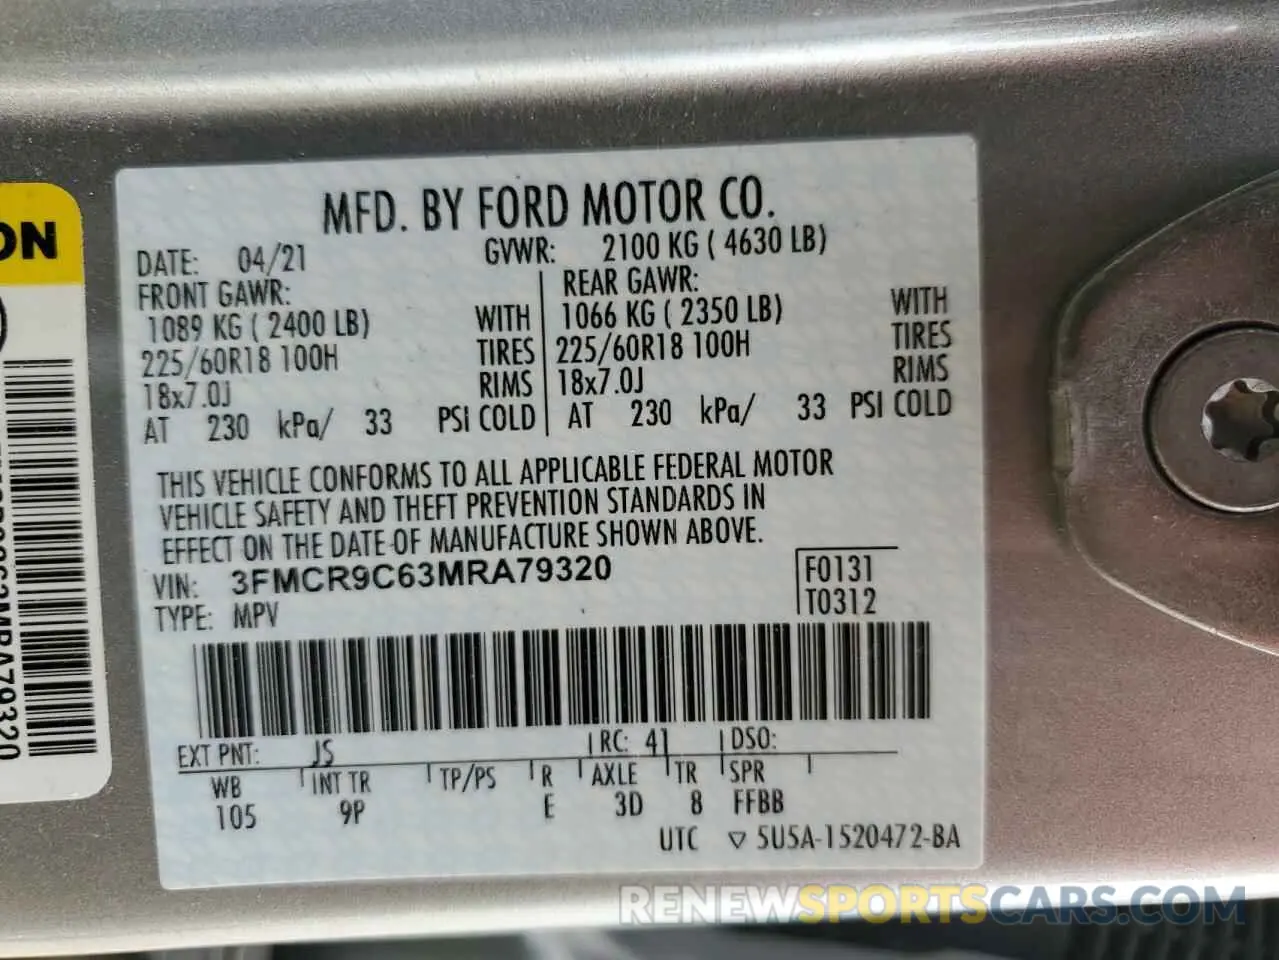 ON
MFD. BY FORD MOTOR CO.
DATE: 04/21 GVWR: 2100 KG ( 4630 LB)
FRONT GAWR: REAR GAWR:
1089 KG ( 2400 LB) WITH 1066 KG ( 2350 LB) WITH
225/60R18 100H TIRES 225/60R18 100H TIRES
18x7.0J RIMS 18x7.0J RIMS
AT 230 kPa/ 33 PSI COLD AT 230 kPa/ 33 PSI COLD
THIS VEHICLE CONFORMS TO ALL APPLICABLE FEDERAL MOTOR
VEHICLE SAFETY AND THEFT PREVENTION STANDARDS IN
EFFECT ON THE DATE OF MANUFACTURE SHOWN ABOVE.
VIN: 3FMCR9C63MRA79320 F0131
TYPE: MPV T0312
EXT PNT: JS RC: 41 DSO:
WB INT TR TP/PS R AXLE TR SPR
105 9P E 3D 8 FFBB
UTC ▽ 5U5A-1520472-BA
RENEWSPORTSCARS.COM